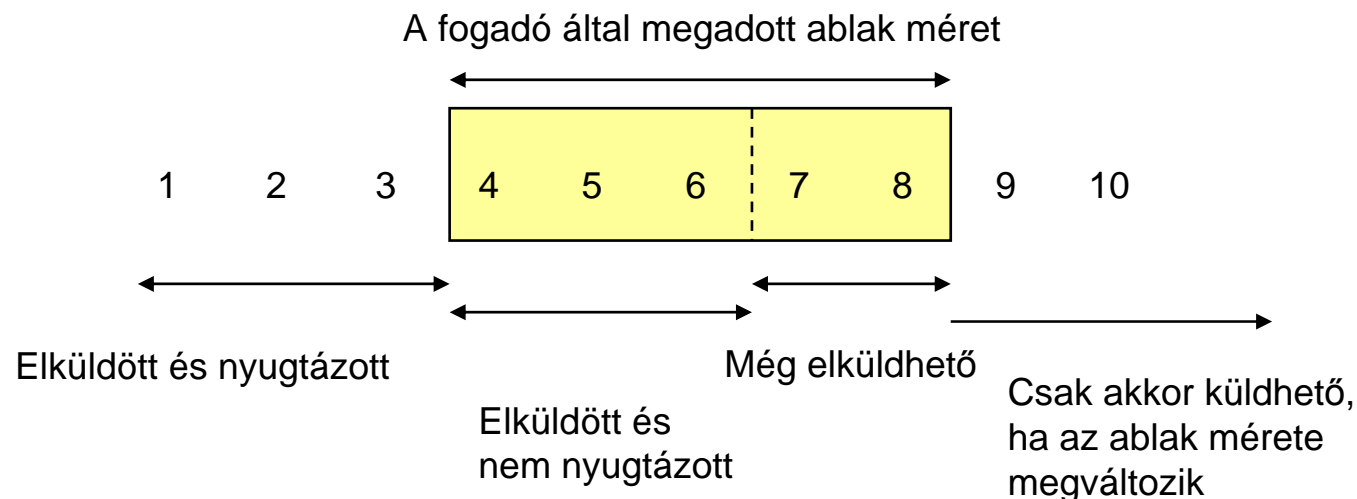 A fogadó által megadott ablak méret
1 2 3 4 5 6 7 8 9 10
Elküldött és nyugtázott
Elküldött és
nem nyugtázott
Még elküldhető
Csak akkor küldhető,
ha az ablak mérete
megváltozik